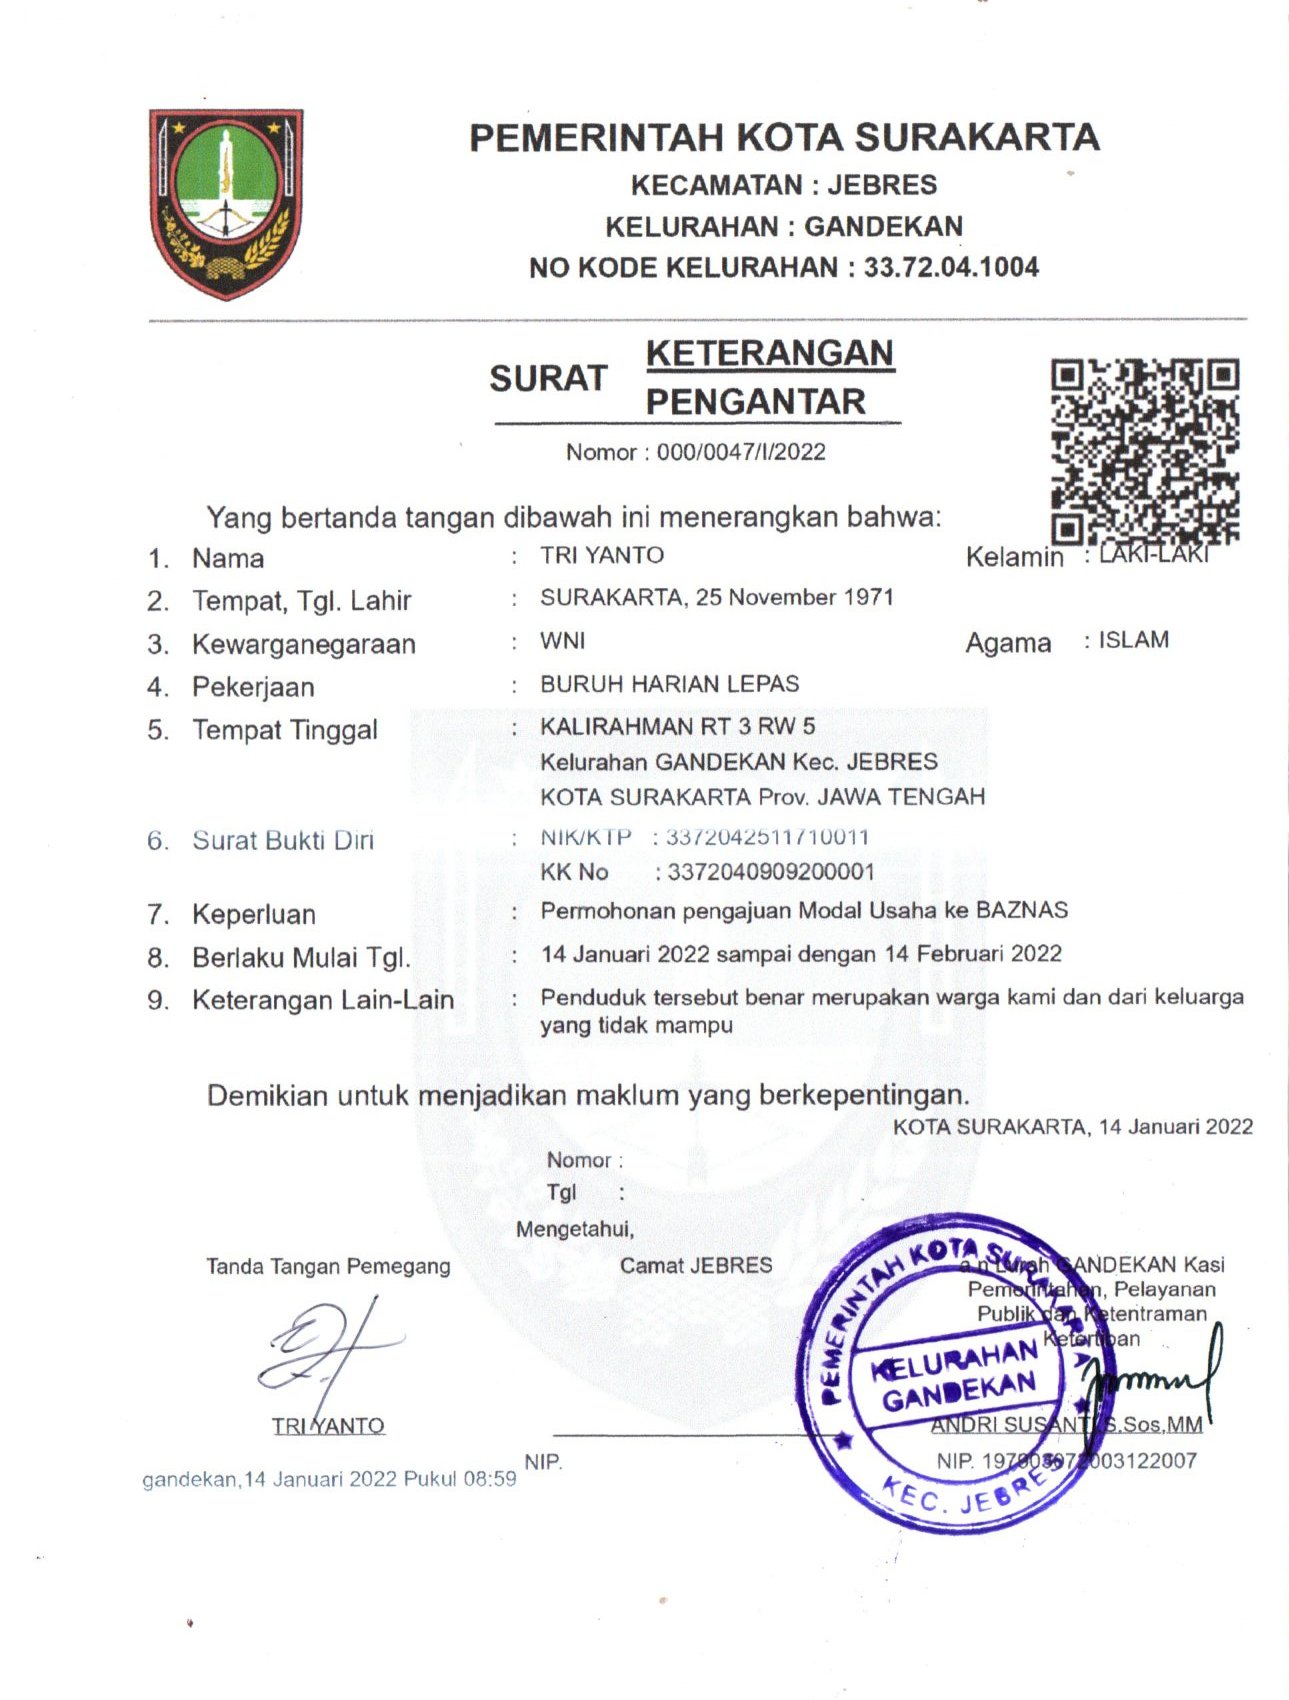 PEMERINTAH KOTA SURAKARTA
KECAMATAN : JEBRES
KELURAHAN : GANDEKAN
NO KODE KELURAHAN : 33.72.04.1004
SURAT KETERANGAN
PENGANTAR
Nomor : 000/0047/I/2022
Yang bertanda tangan dibawah ini menerangkan bahwa:
1. Nama : TRI YANTO Kelamin : LAKI-LAKI
2. Tempat, Tgl. Lahir : SURAKARTA, 25 November 1971
3. Kewarganegaraan : WNI Agama : ISLAM
4. Pekerjaan : BURUH HARIAN LEPAS
5. Tempat Tinggal : KALIRAHMAN RT 3 RW 5
Kelurahan GANDEKAN Kec. JEBRES
KOTA SURAKARTA Prov. JAWA TENGAH
6. Surat Bukti Diri : NIK/KTP : 3372042511710011
KK No : 3372040909200001
7. Keperluan : Permohonan pengajuan Modal Usaha ke BAZNAS
8. Berlaku Mulai Tgl. : 14 Januari 2022 sampai dengan 14 Februari 2022
9. Keterangan Lain-Lain : Penduduk tersebut benar merupakan warga kami dan dari keluarga
yang tidak mampu
Demikian untuk menjadikan maklum yang berkepentingan.
KOTA SURAKARTA, 14 Januari 2022
Nomor :
Tgl :
Mengetahui,
Tanda Tangan Pemegang
Camat JEBRES
a.n Lurah GANDEKAN Kasi
Pemerintahan, Pelayanan
Publik dan Ketentraman
Ketertiban
PEMERINTAH KOTA SURAKARTA
KELURAHAN
GANDEKAN
KEC. JEBRES
TRI YANTO
ANDRI SUSANTI,S.Sos,MM
NIP.
NIP.
gandekan,14 Januari 2022 Pukul 08:59